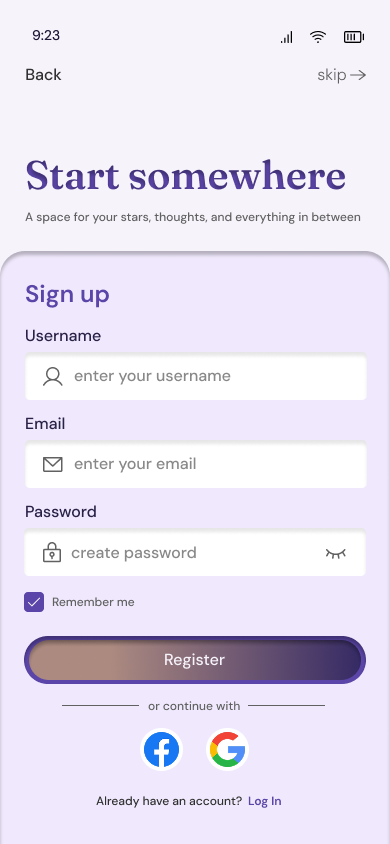 9:23
Back
skip
Start somewhere
A space for your stars, thoughts, and everything in between
Sign up
Username
enter your username
Email
enter your email
Password
create password
Remember me
Register
or continue with
Already have an account? Log In